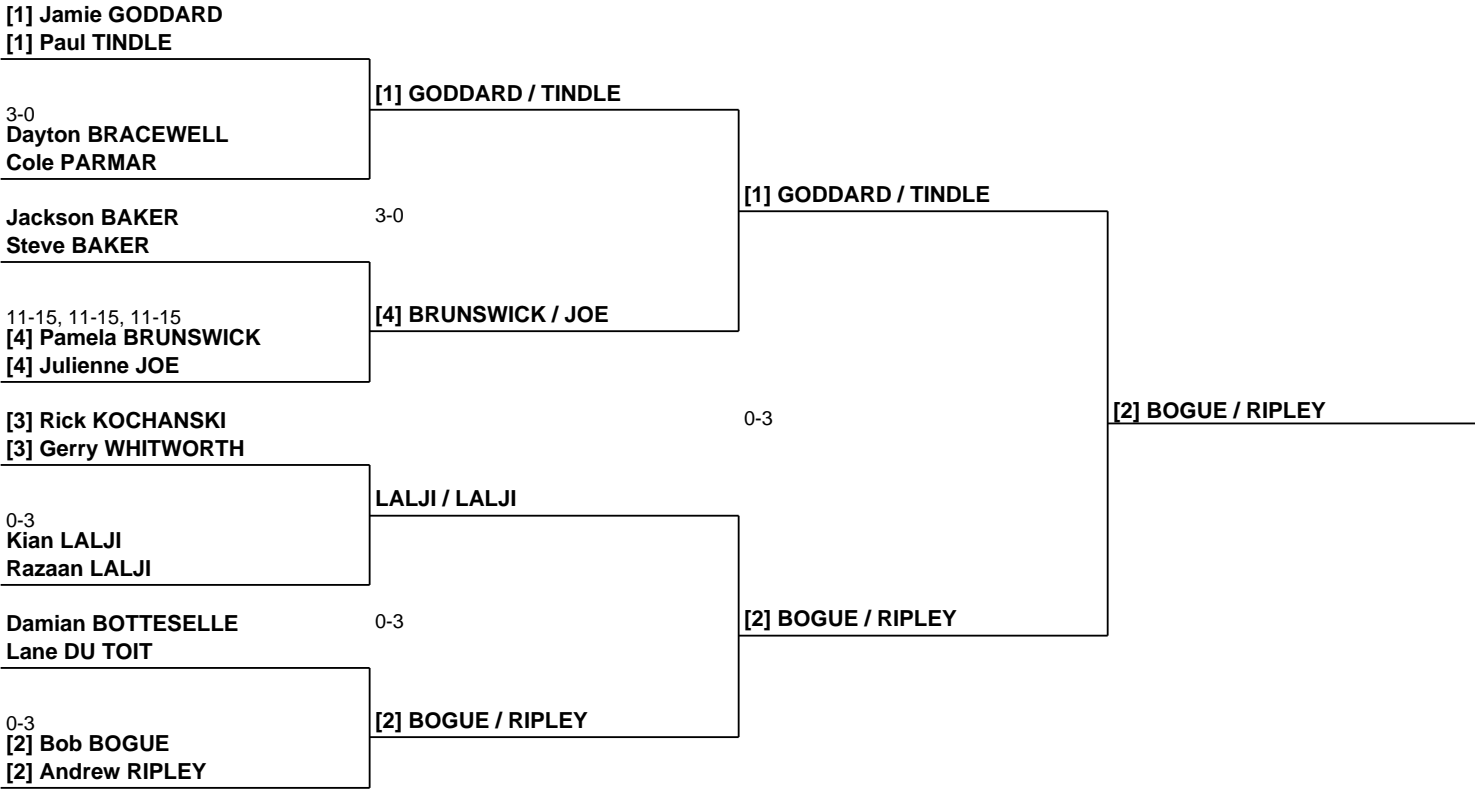 [1] Jamie GODDARD
[1] Paul TINDLE
3-0
Dayton BRACEWELL
Cole PARMAR
Jackson BAKER
Steve BAKER
11-15, 11-15, 11-15
[4] Pamela BRUNSWICK
[4] Julienne JOE
[3] Rick KOCHANSKI
[3] Gerry WHITWORTH
0-3
Kian LALJI
Razaan LALJI
Damian BOTTESELLE
Lane DU TOIT
0-3
[2] Bob BOGUE
[2] Andrew RIPLEY
[1] GODDARD / TINDLE
3-0
[4] BRUNSWICK / JOE
LALJI / LALJI
0-3
[2] BOGUE / RIPLEY
[1] GODDARD / TINDLE
0-3
[2] BOGUE / RIPLEY
[2] BOGUE / RIPLEY